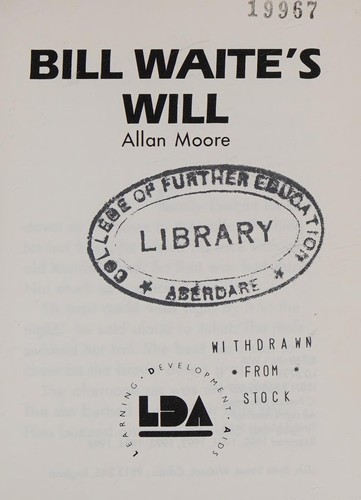 19967
BILL WAITE'S
WILL
Allan Moore
COLLEGE OF FURTHER EDUCATION
LIBRARY
* ABERDARE *
WITHDRAWN
• FROM •
STOCK
LEARNING • DEVELOPMENT • AIDS
LDA